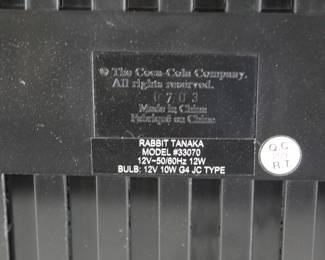 © The Coca-Cola Company.
All rights reserved.
0703
Made in China
Fabriqué en Chine
RABBIT TANAKA
MODEL #33070
12V~50/60Hz 12W
BULB: 12V 10W G4 JC TYPE
Q C
R.T.